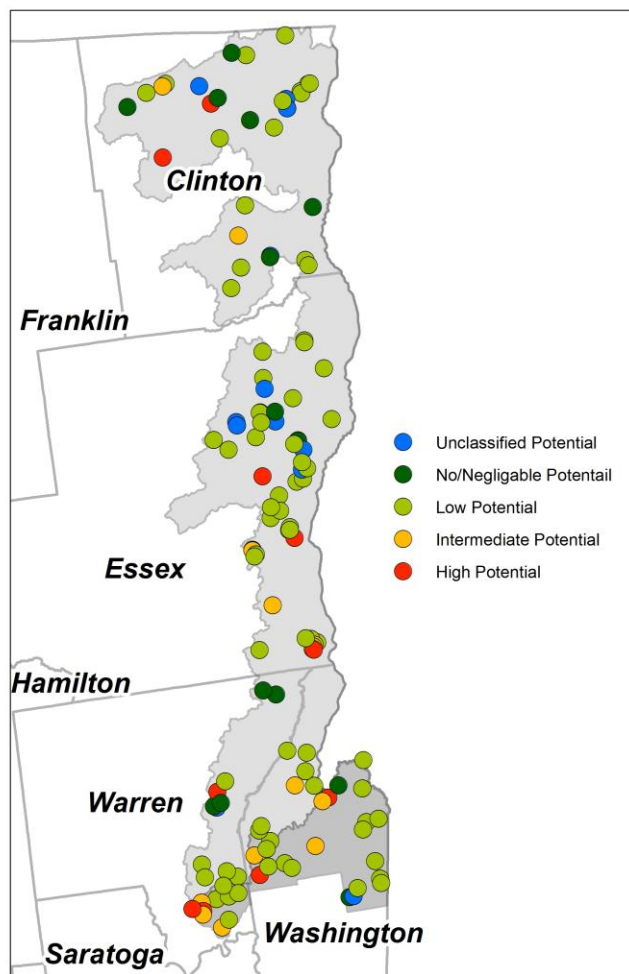 Clinton
Franklin
Unclassified Potential
No/Negligable Potentail
Low Potential
Intermediate Potential
High Potential
Essex
Hamilton
Warren
Washington
Saratoga